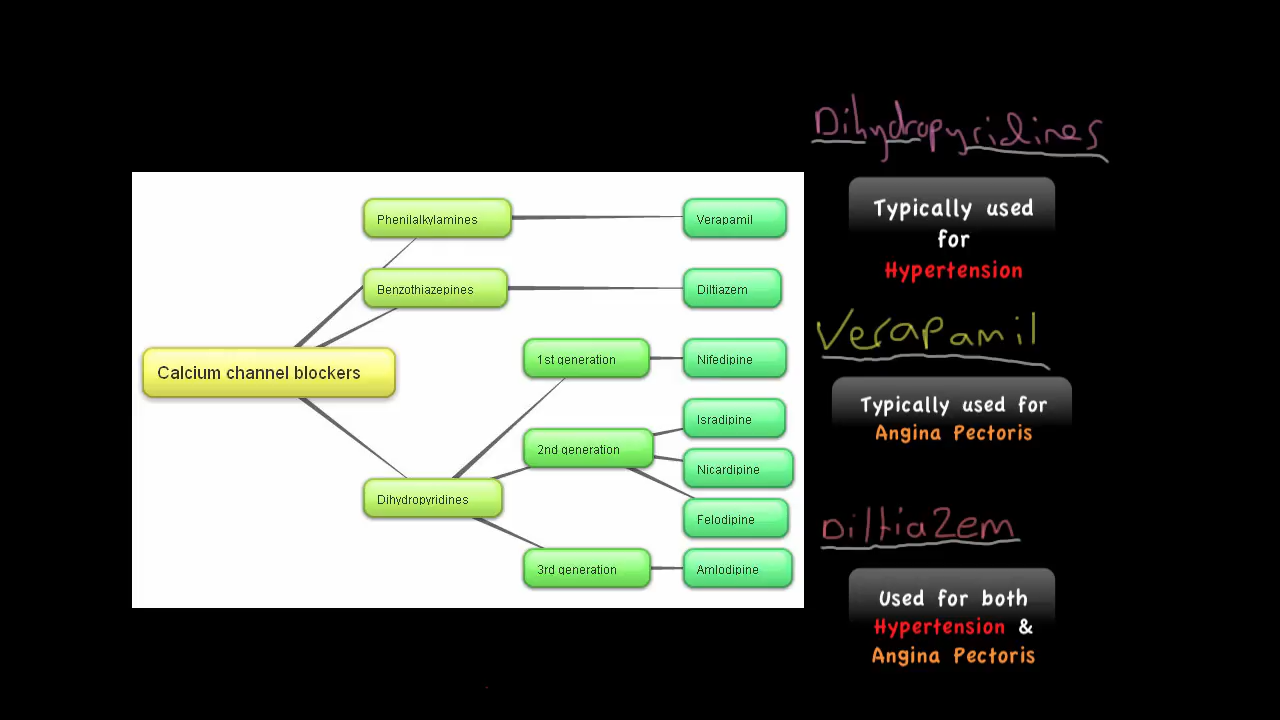 Dihydropyridines
Typically used
for
Hypertension
Phenilalkylamines
Verapamil
Benzothiazepines
Diltiazem
Calcium channel blockers
1st generation
Nifedipine
Isradipine
2nd generation
Nicardipine
Dihydropyridines
Felodipine
3rd generation
Amlodipine
Verapamil
Typically used for
Angina Pectoris
Diltiazem
Used for both
Hypertension &
Angina Pectoris